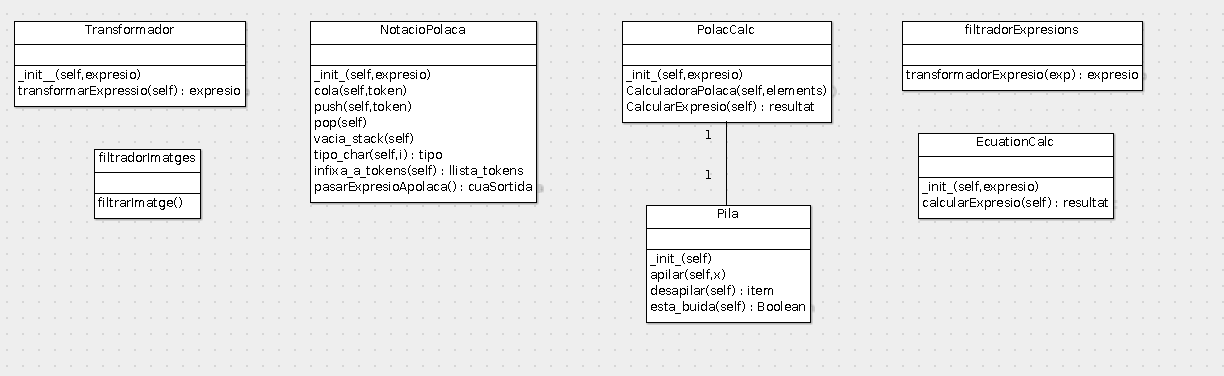 Transformador
_init__(self,expresio)
transformarExpressio(self) : expresio
NotacioPolaca
_init_(self,expresio)
cola(self,token)
push(self,token)
pop(self)
vacia_stack(self)
tipo_char(self,i) : tipo
infixa_a_tokens(self) : llista_tokens
pasarExpresioApolaca() : cuaSortida
PolacCalc
_init_(self,expresio)
CalculadoraPolaca(self,elements)
CalcularExpresio(self) : resultat
filtradorExpresions
transformadorExpresio(exp) : expresio
filtradorImatges
filtrarImatge()
1
1
EcuationCalc
_init_(self,expresio)
calcularExpresio(self) : resultat
Pila
_init_(self)
apilar(self,x)
desapilar(self) : item
esta_buida(self) : Boolean